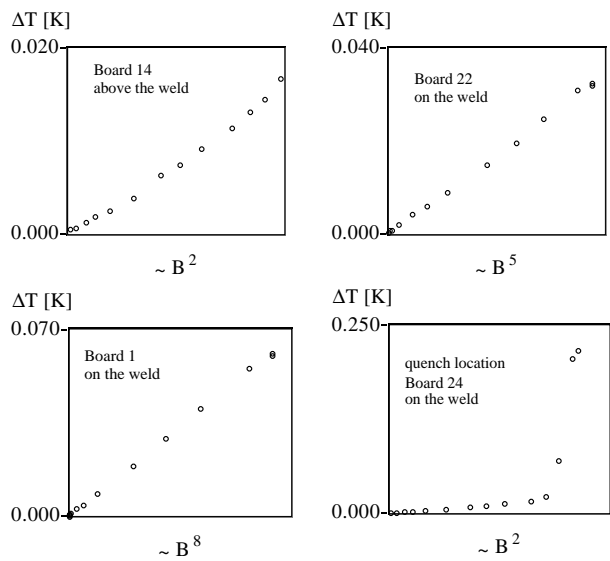 ΔT [K]
0.020
Board 14
above the weld
0.000
~ B 2
ΔT [K]
0.040
Board 22
on the weld
0.000
~ B 5
ΔT [K]
0.070
Board 1
on the weld
0.000
~ B 8
ΔT [K]
0.250
quench location
Board 24
on the weld
0.000
~ B 2